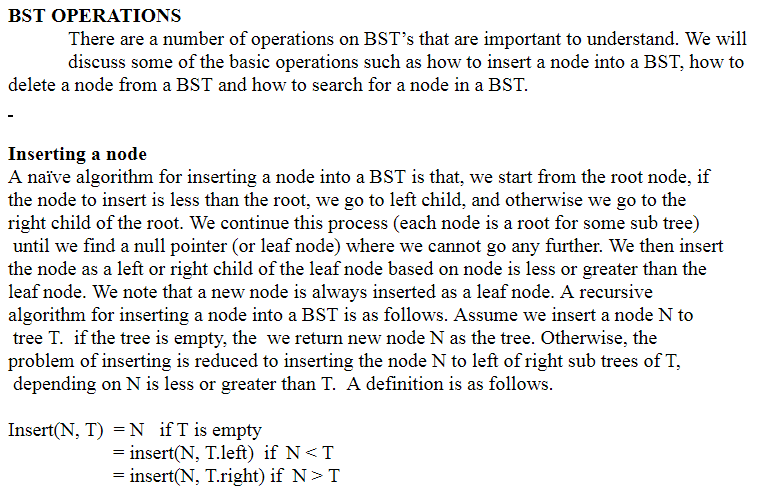 BST OPERATIONS
There are a number of operations on BST's that are important to understand. We will
discuss some of the basic operations such as how to insert a node into a BST, how to
delete a node from a BST and how to search for a node in a BST.
-
Inserting a node
A naïve algorithm for inserting a node into a BST is that, we start from the root node, if
the node to insert is less than the root, we go to left child, and otherwise we go to the
right child of the root. We continue this process (each node is a root for some sub tree)
until we find a null pointer (or leaf node) where we cannot go any further. We then insert
the node as a left or right child of the leaf node based on node is less or greater than the
leaf node. We note that a new node is always inserted as a leaf node. A recursive
algorithm for inserting a node into a BST is as follows. Assume we insert a node N to
tree T. if the tree is empty, the we return new node N as the tree. Otherwise, the
problem of inserting is reduced to inserting the node N to left of right sub trees of T,
depending on N is less or greater than T. A definition is as follows.
Insert(N, T) = N if T is empty
= insert(N, T.left) if N < T
= insert(N, T.right) if N > T